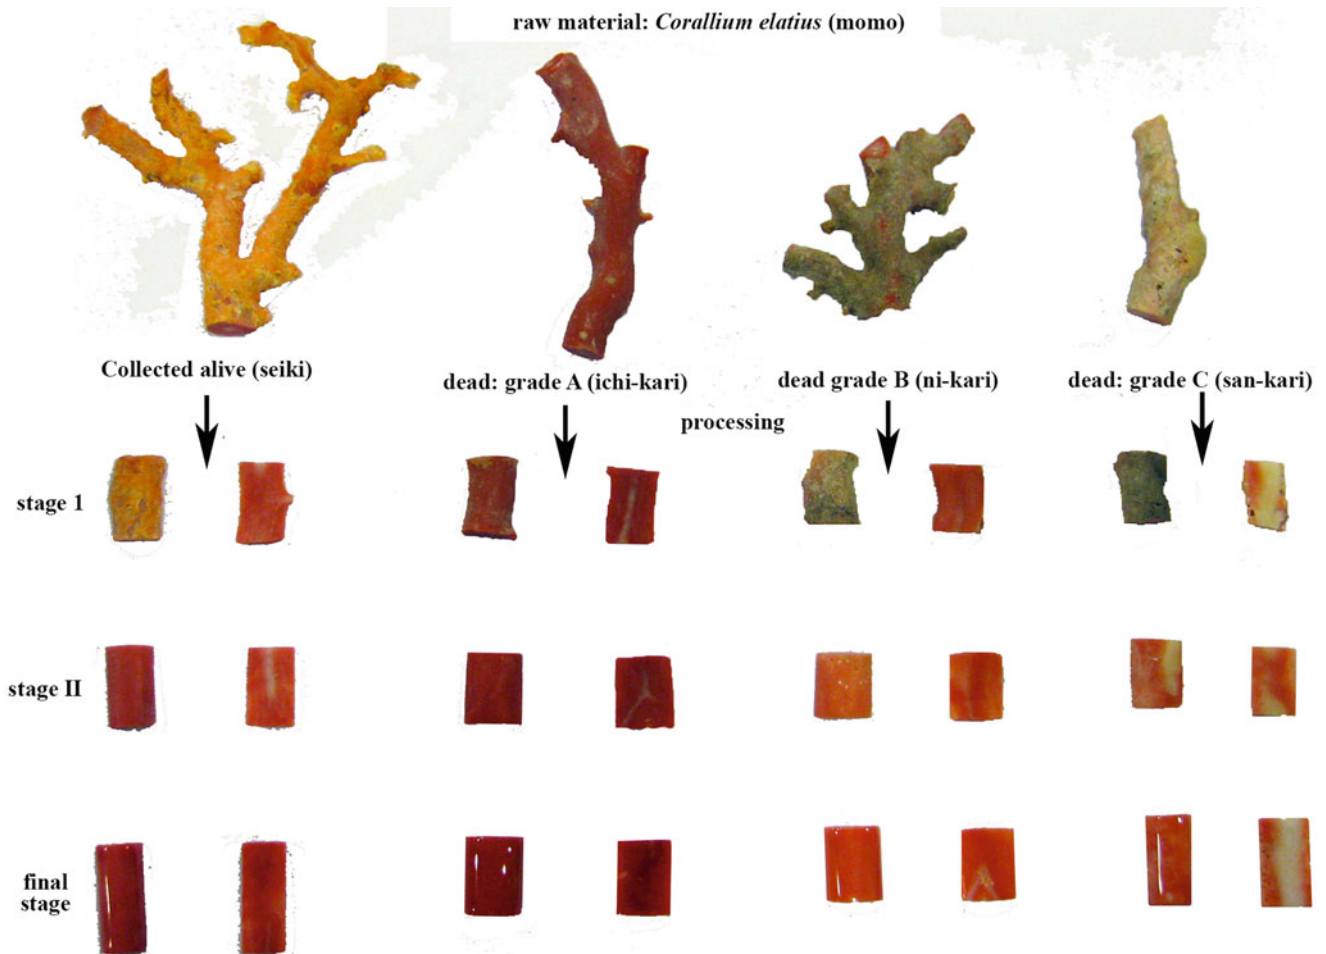 raw material: Corallium elatius (momo)
Collected alive (seiki)
dead: grade A (ichi-kari)
dead grade B (ni-kari)
dead: grade C (san-kari)
processing
stage 1
stage II
final
stage